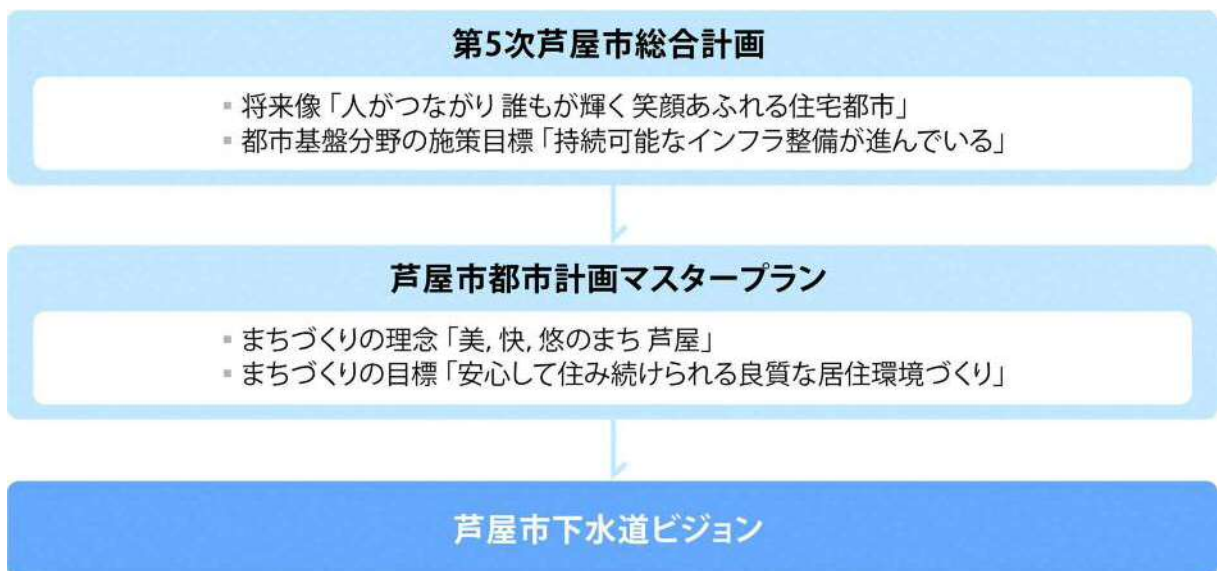 第5次芦屋市総合計画
▪ 将来像「人がつながり 誰もが輝く 笑顔あふれる住宅都市」
▪ 都市基盤分野の施策目標「持続可能なインフラ整備が進んでいる」
芦屋市都市計画マスタープラン
▪ まちづくりの理念「美, 快, 悠のまち 芦屋」
▪ まちづくりの目標「安心して住み続けられる良質な居住環境づくり」
芦屋市下水道ビジョン